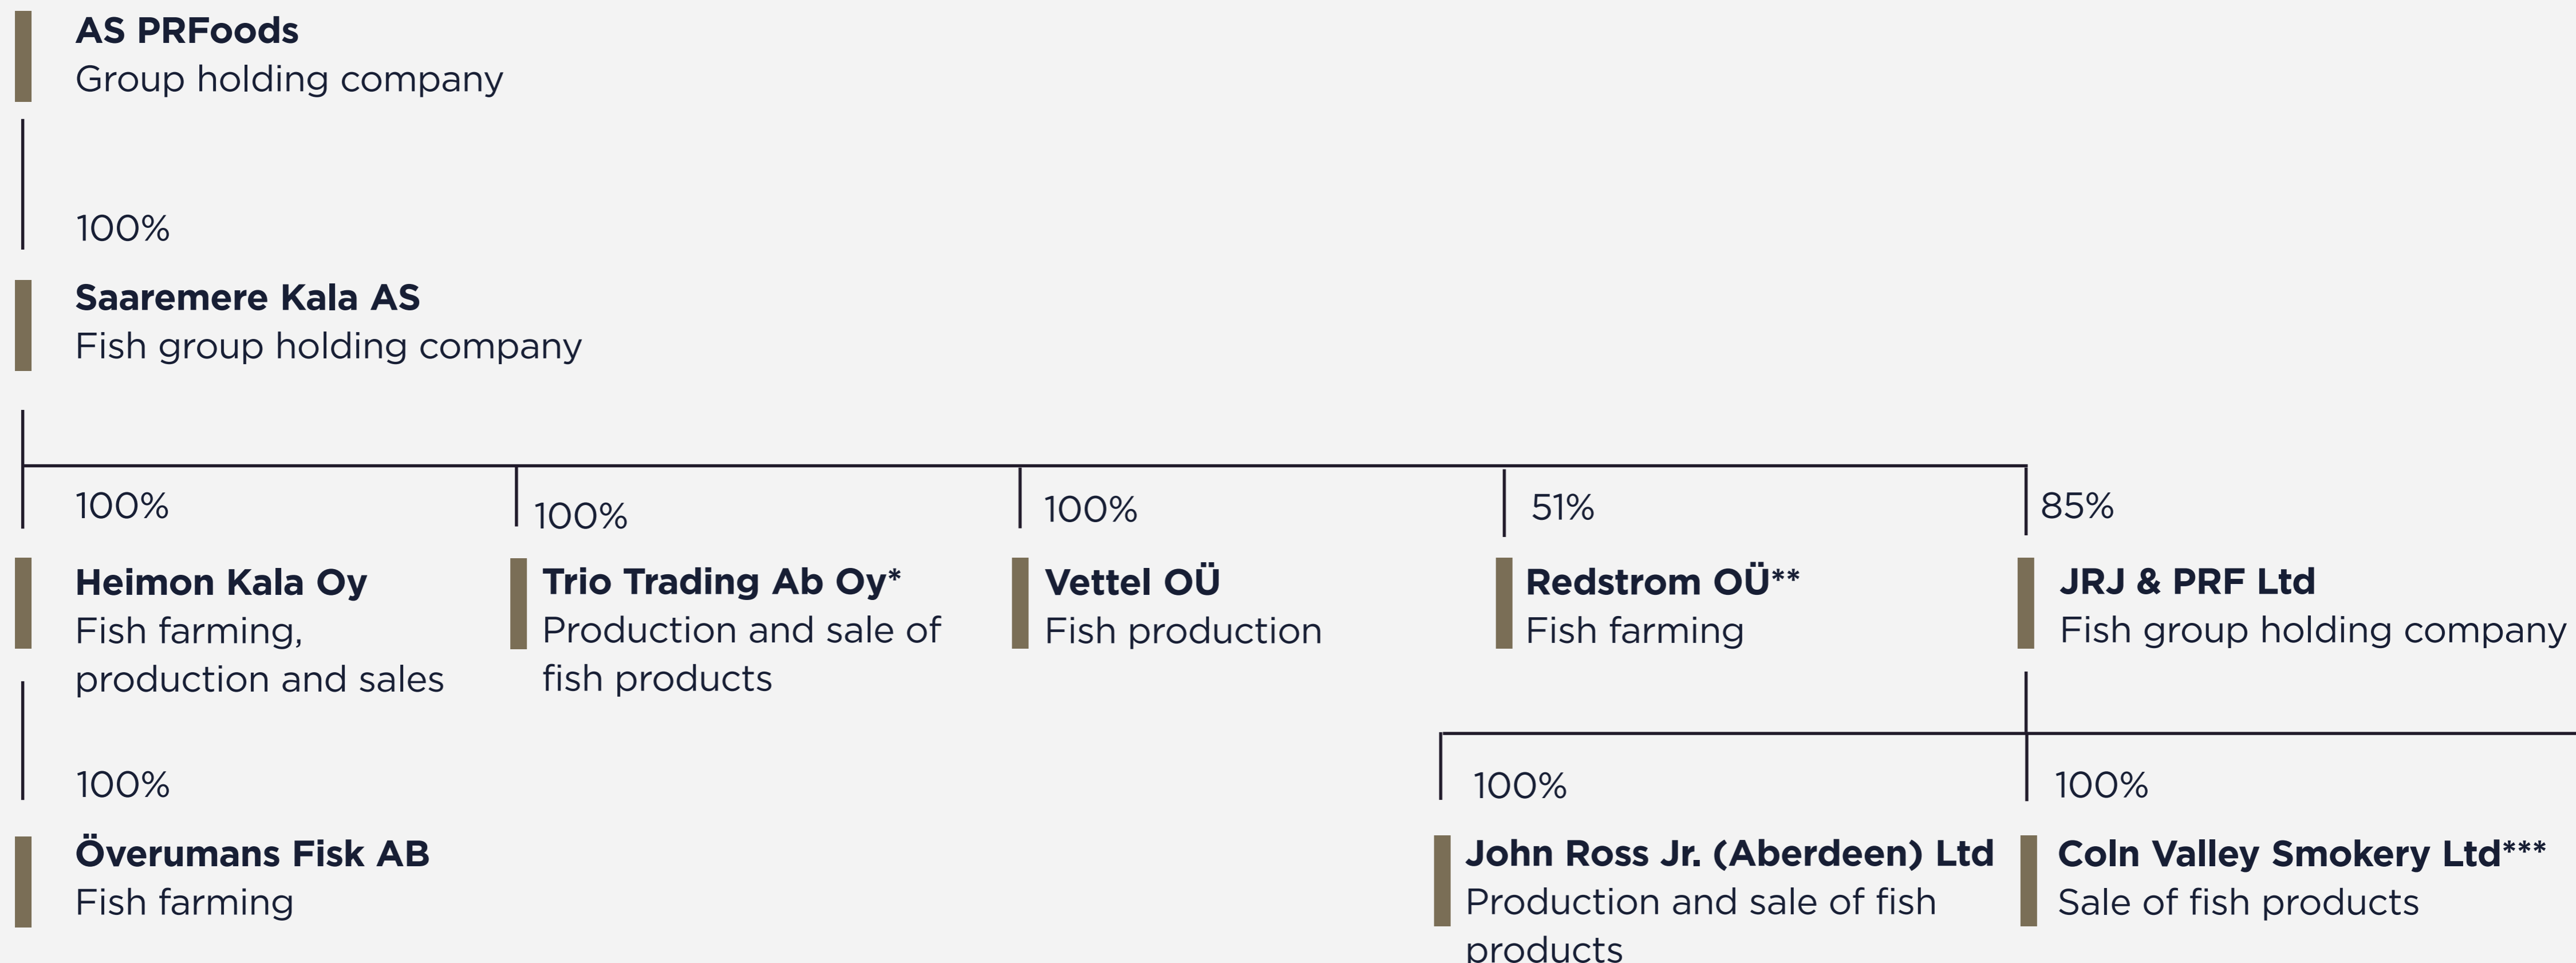 AS PRFoods
Group holding company
100%
Saaremere Kala AS
Fish group holding company
100%
100%
100%
51%
85%
Heimon Kala Oy
Fish farming,
production and sales
Trio Trading Ab Oy*
Production and sale of
fish products
Vettel OÜ
Fish production
Redstrom OÜ**
Fish farming
JRJ & PRF Ltd
Fish group holding company
100%
100%
100%
Överumans Fisk AB
Fish farming
John Ross Jr. (Aberdeen) Ltd
Production and sale of fish
products
Coln Valley Smokery Ltd***
Sale of fish products